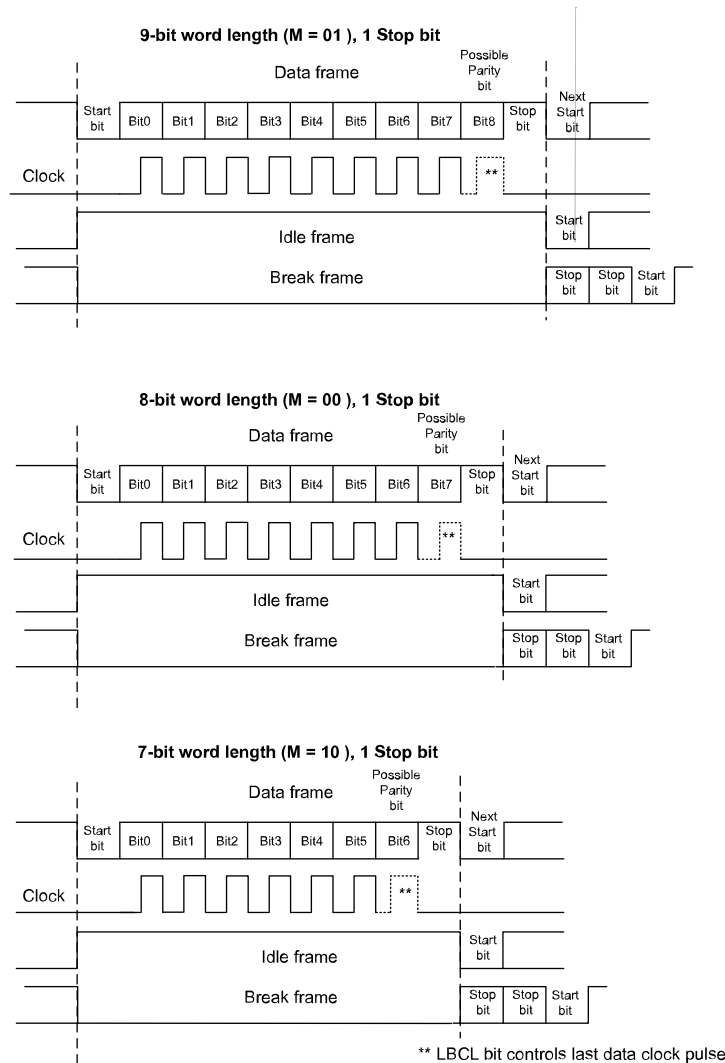 9-bit word length (M = 01 ), 1 Stop bit
Data frame
Possible
Parity
bit
Start
bit
Bit0 Bit1 Bit2 Bit3 Bit4 Bit5 Bit6 Bit7 Bit8
Stop
bit
Next
Start
bit
Clock
**
Idle frame
Start
bit
Break frame
Stop
bit
Stop
bit
Start
bit
8-bit word length (M = 00 ), 1 Stop bit
Data frame
Possible
Parity
bit
Start
bit
Bit0 Bit1 Bit2 Bit3 Bit4 Bit5 Bit6 Bit7
Stop
bit
Next
Start
bit
Clock
**
Idle frame
Start
bit
Break frame
Stop
bit
Stop
bit
Start
bit
7-bit word length (M = 10 ), 1 Stop bit
Data frame
Possible
Parity
bit
Start
bit
Bit0 Bit1 Bit2 Bit3 Bit4 Bit5 Bit6
Stop
bit
Next
Start
bit
Clock
**
Idle frame
Start
bit
Break frame
Stop
bit
Stop
bit
Start
bit
** LBCL bit controls last data clock pulse